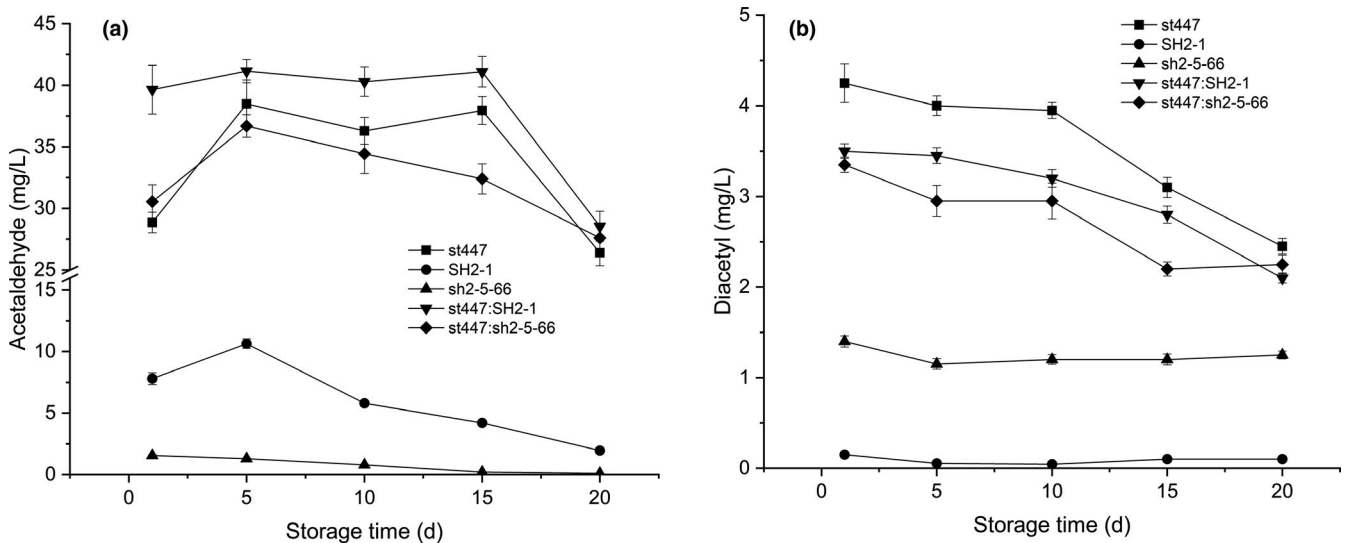 (a)
45
40
35
30
25
15
10
5
0
Acetaldehyde (mg/L)
st447
SH2-1
sh2-5-66
st447:SH2-1
st447:sh2-5-66
0 5 10 15 20
Storage time (d)
(b)
5
4
3
2
1
0
Diacetyl (mg/L)
st447
SH2-1
sh2-5-66
st447:SH2-1
st447:sh2-5-66
0 5 10 15 20
Storage time (d)